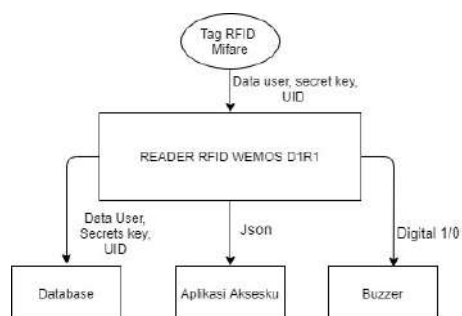 Tag RFID
Mifare
Data user, secret key,
UID
READER RFID WEMOS D1R1
Data User,
Secrets key,
UID
Json
Digital 1/0
Database
Aplikasi Aksesku
Buzzer